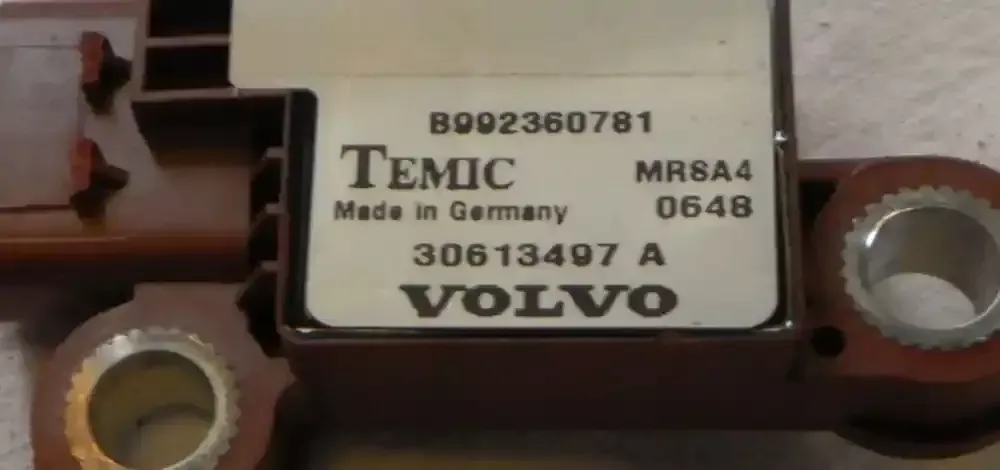 B992360781
TEMIC MRSA4
Made in Germany 0648
30613497 A
VOLVO